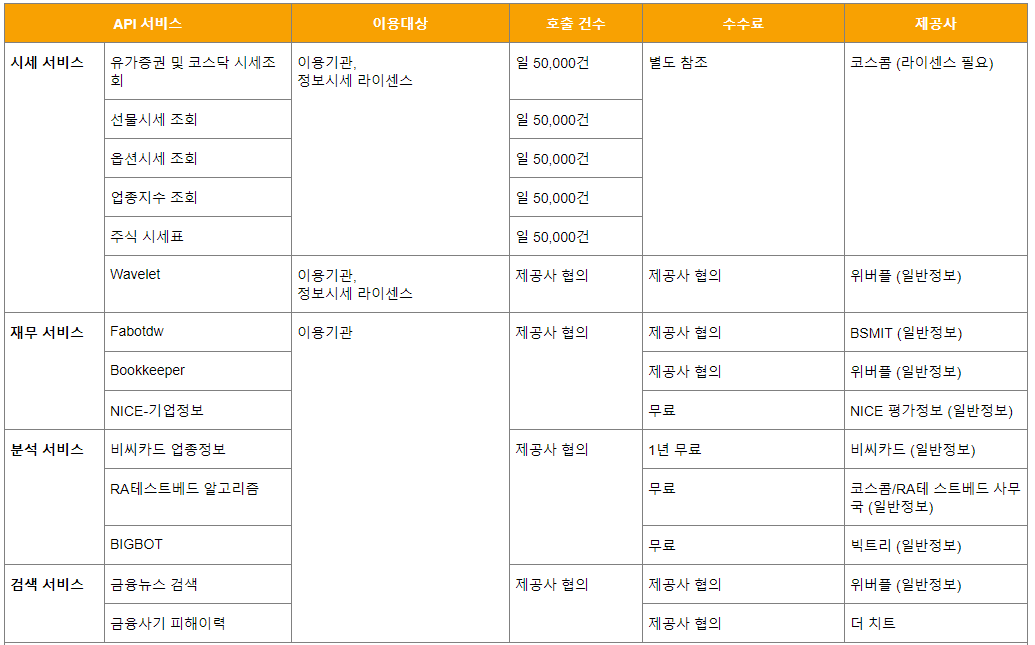 API 서비스 이용대상 호출 건수 수수료 제공사
시세 서비스 유가증권 및 코스닥 시세조 이용기관, 일 50,000건 별도 참조 코스콤 (라이센스 필요)
회 정보시세 라이센스
선물시세 조회 일 50,000건
옵션시세 조회 일 50,000건
업종지수 조회 일 50,000건
주식 시세표 일 50,000건
Wavelet 이용기관, 제공사 협의 제공사 협의 위버플 (일반정보)
정보시세 라이센스
재무 서비스 Fabotdw 이용기관 제공사 협의 제공사 협의 BSMIT (일반정보)
Bookkeeper 제공사 협의 위버플 (일반정보)
NICE-기업정보 무료 NICE 평가정보 (일반정보)
분석 서비스 비씨카드 업종정보 제공사 협의 1년 무료 비씨카드 (일반정보)
RA테스트베드 알고리즘 무료 코스콤/RA테 스트베드 사무
국 (일반정보)
BIGBOT 무료 빅트리 (일반정보)
검색 서비스 금융뉴스 검색 제공사 협의 제공사 협의 위버플 (일반정보)
금융사기 피해이력 제공사 협의 더 치트